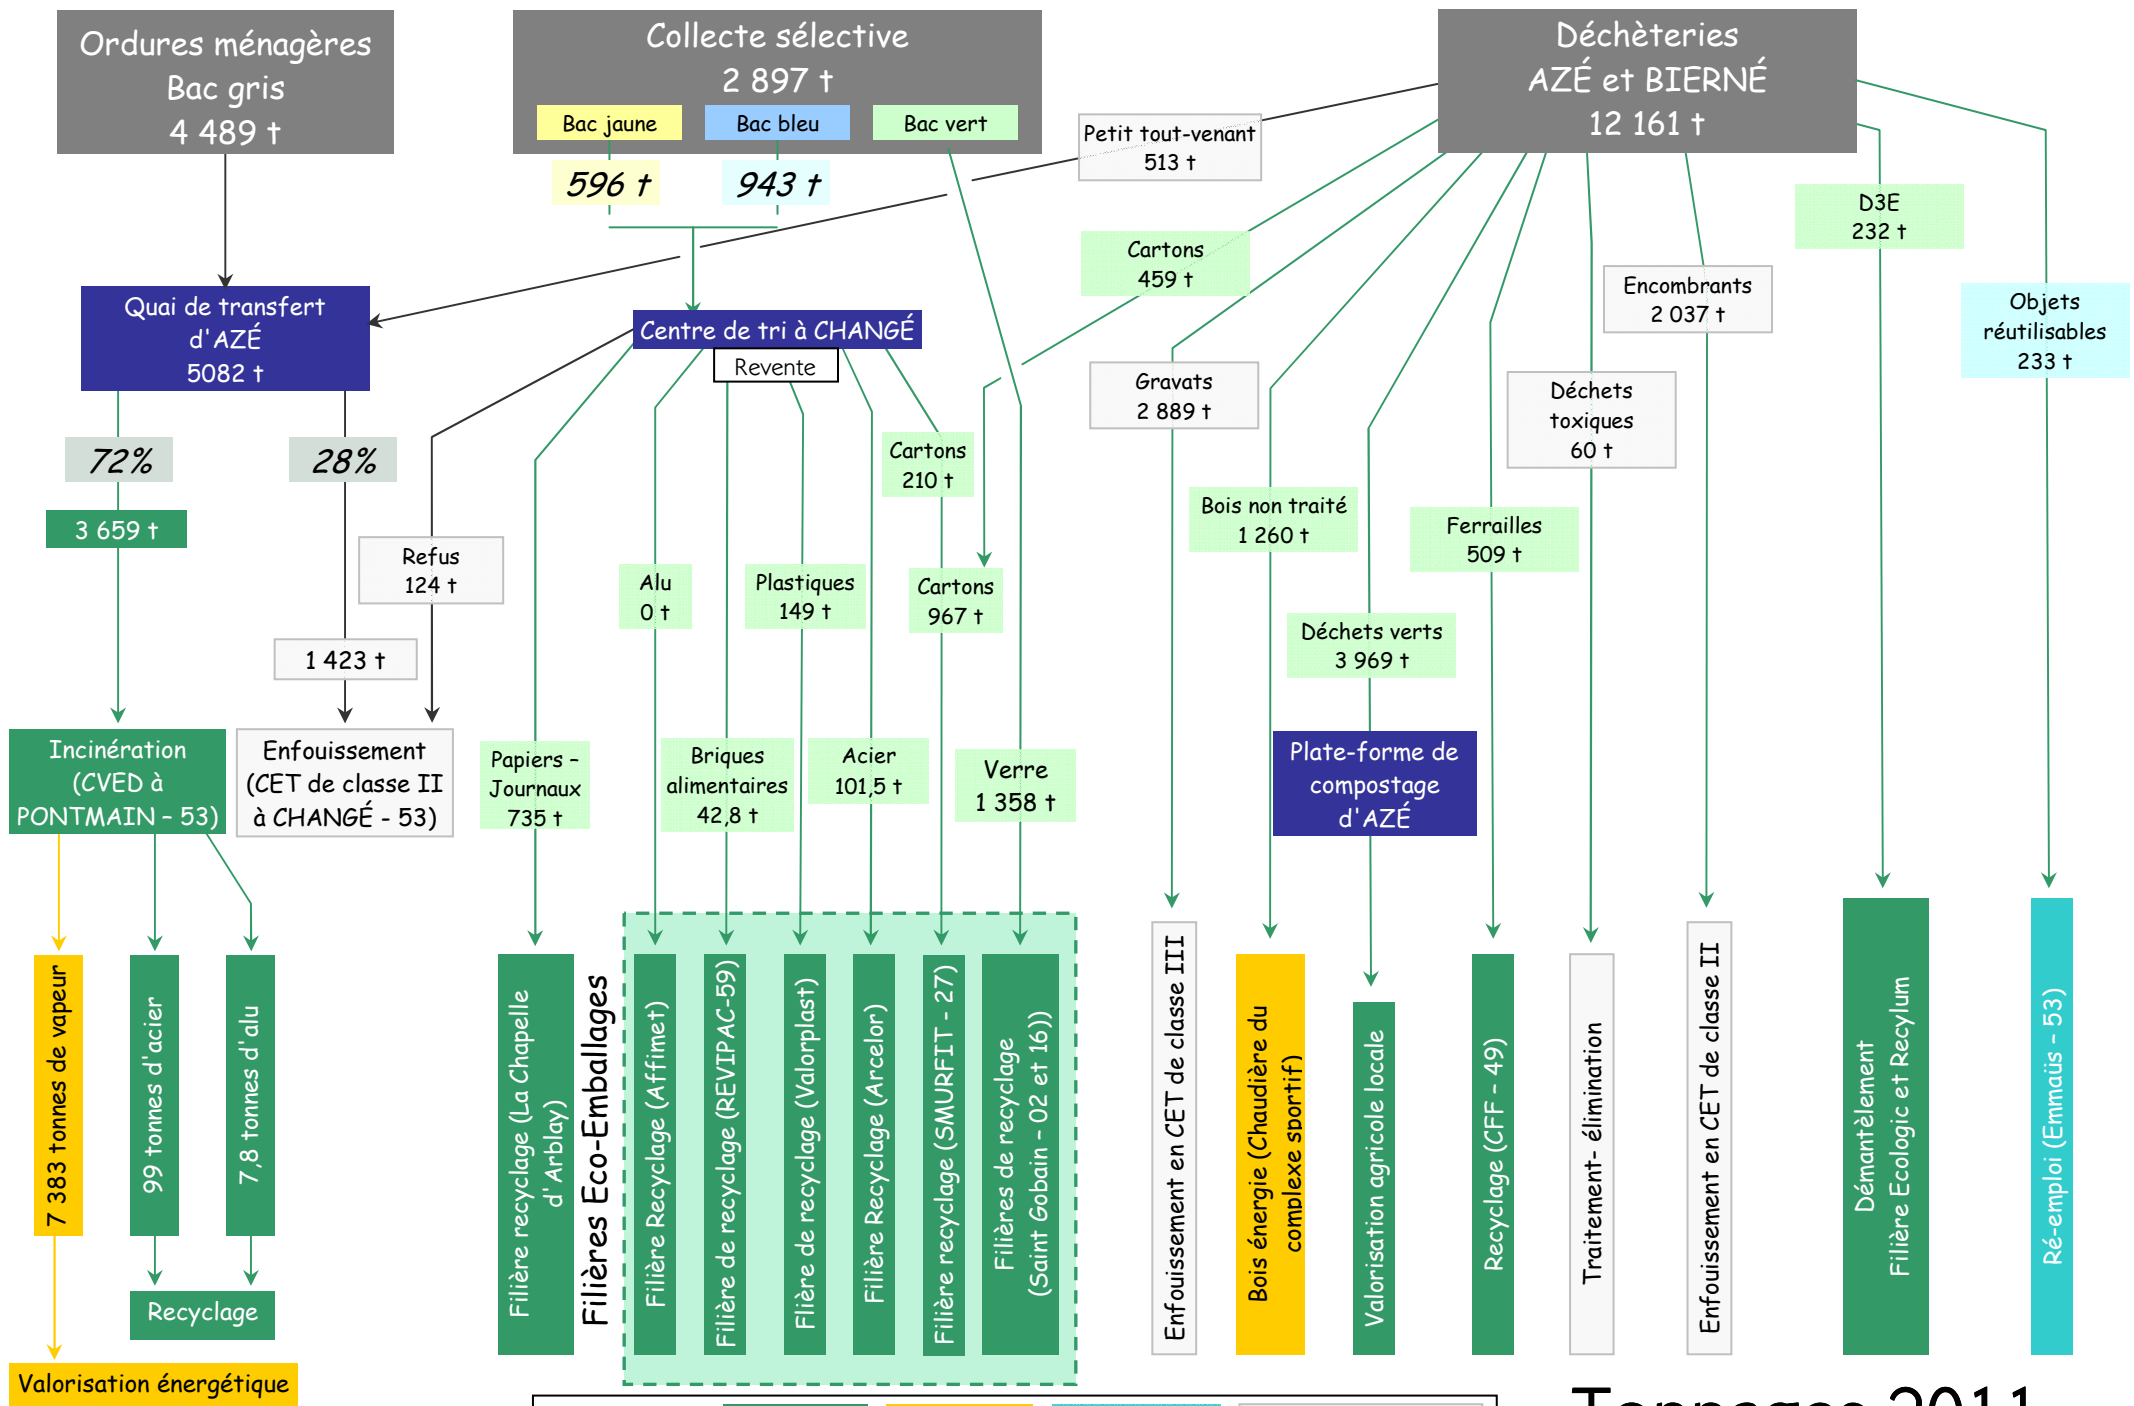 Ordures ménagères
Bac gris
4 489 t
Collecte sélective
2 897 t
Bac jaune
Bac bleu
Bac vert
596 t
943 t
Déchèteries
AZÉ et BIERNÉ
12 161 t
Petit tout-venant
513 t
Cartons
459 t
D3E
232 t
Encombrants
2 037 t
Objets
réutilisables
233 t
Quai de transfert
d'AZÉ
5082 t
Centre de tri à CHANGÉ
Revente
Gravats
2 889 t
Déchets
toxiques
60 t
72%
28%
Cartons
210 t
3 659 t
Refus
124 t
Alu
0 t
Plastiques
149 t
Cartons
967 t
Bois non traité
1 260 t
Ferrailles
509 t
1 423 t
Déchets verts
3 969 t
Incinération
(CVED à
PONTMAIN – 53)
Enfouissement
(CET de classe II
à CHANGÉ - 53)
Papiers –
Journaux
735 t
Briques
alimentaires
42,8 t
Acier
101,5 t
Verre
1 358 t
Plate-forme de
compostage
d'AZÉ
7 383 tonnes de vapeur
99 tonnes d'acier
7,8 tonnes d'alu
Filière recyclage (La Chapelle
d'Arblay)
Filières Eco-Emballages
Filière Recyclage (Affimet)
Filière de recyclage (REVIPAC-59)
Flière de recyclage (Valorplast)
Filière Recyclage (Arcelor)
Filière recyclage (SMURFIT - 27)
Filières de recyclage
(Saint Gobain – 02 et 16))
Enfouissement en CET de classe III
Bois énergie (Chaudière du
complexe sportif)
Valorisation agricole locale
Recyclage (CFF – 49)
Traitement- élimination
Enfouissement en CET de classe II
Démantèlement
Filière Ecologic et Recylum
Ré-emploi (Emmaüs – 53)
Recyclage
Valorisation énergétique
Tonnages 2011